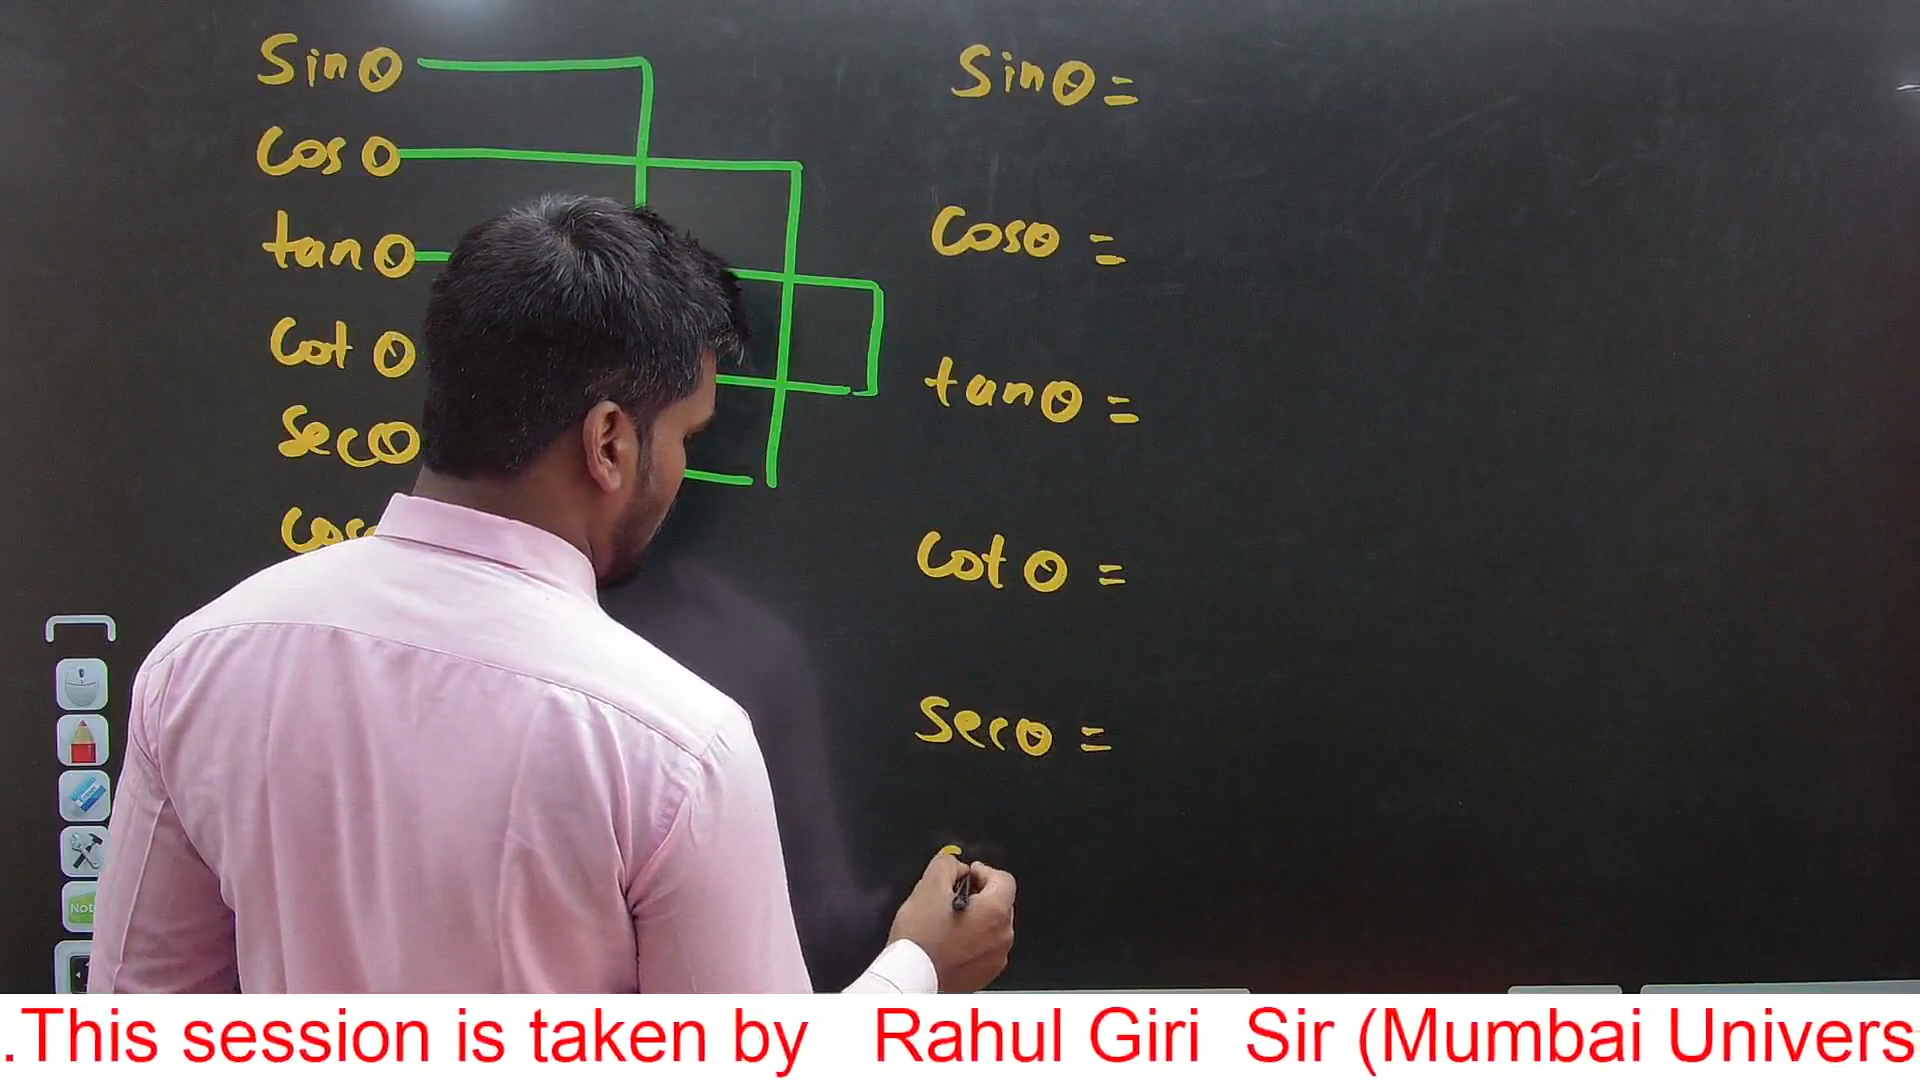 Sinθ
Cosθ
tanθ
Cotθ
Secθ
Sinθ =
Cosθ =
tanθ =
Cotθ =
Secθ =
.This session is taken by Rahul Giri Sir (Mumbai Univers